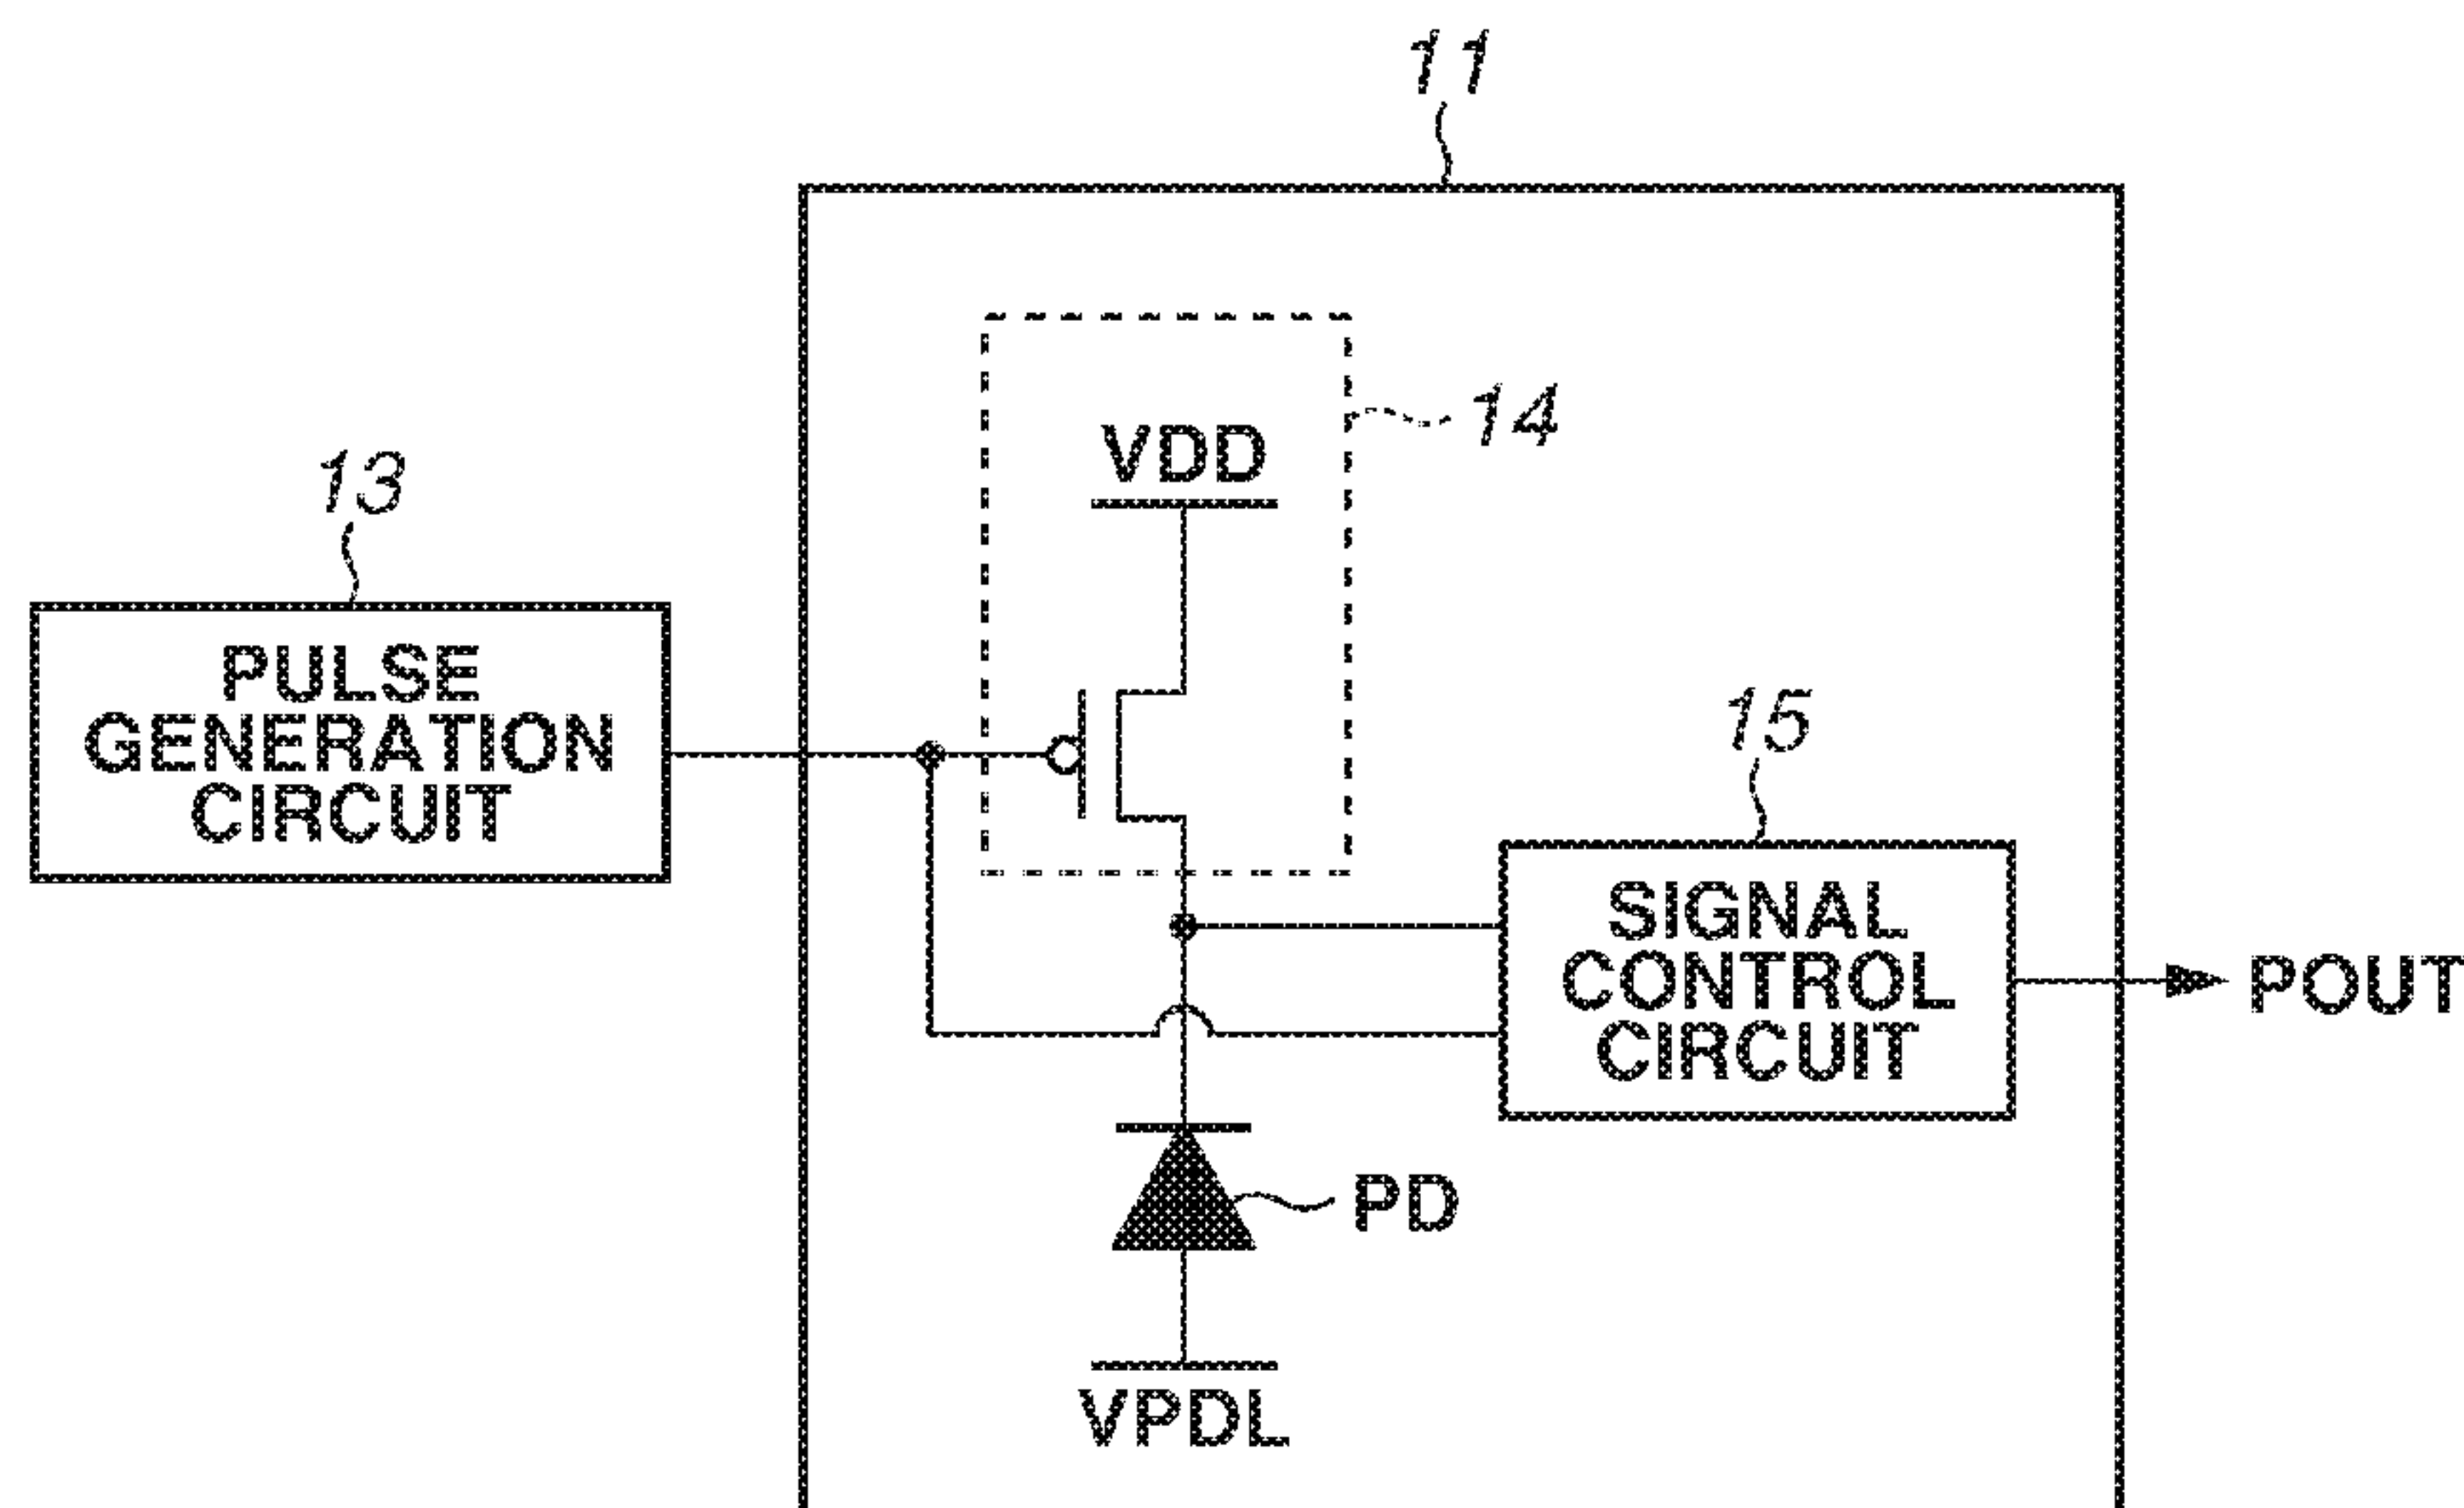 11
14
VDD
13
PULSE
GENERATION
CIRCUIT
15
SIGNAL
CONTROL
CIRCUIT
POUT
PD
VPDL